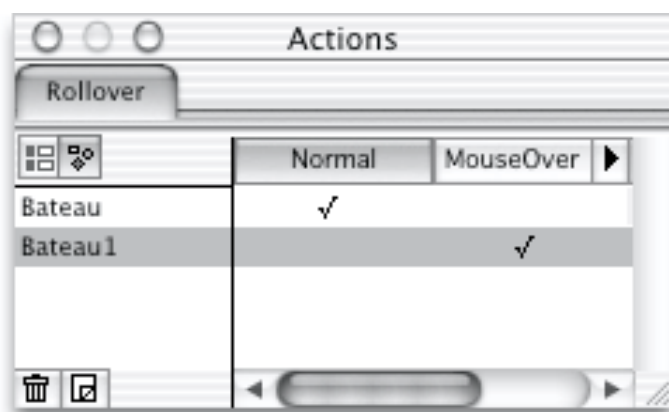 Actions
Rollover
Normal MouseOver
Bateau √
Bateau1 √